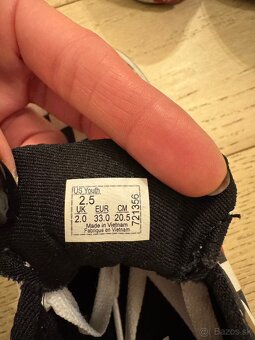 US Youth
2.5
UK EUR CM
2.0 33.0 20.5
Made in Vietnam
Fabriqué en Vietnam
721356
Bazos.sk